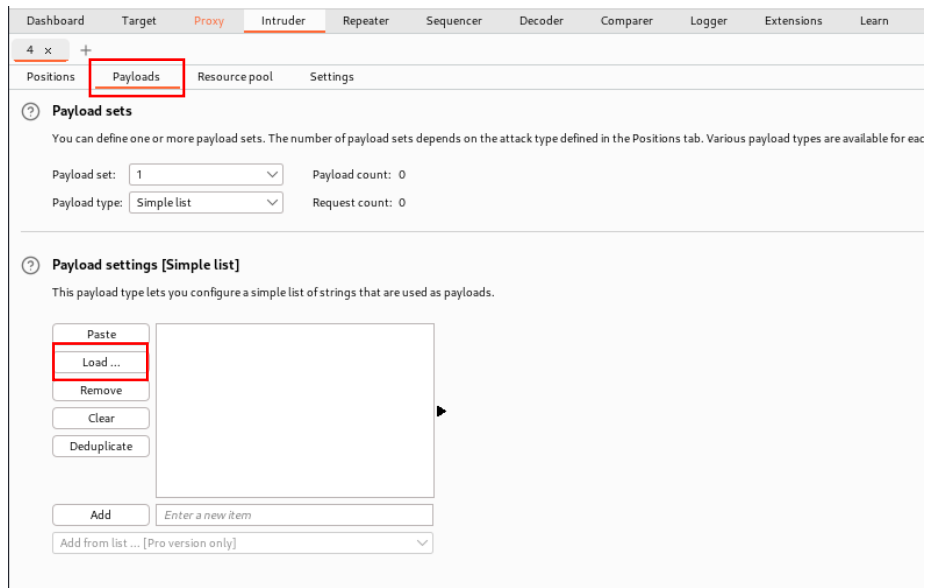 Dashboard Target Proxy Intruder Repeater Sequencer Decoder Comparer Logger Extensions Learn
4 × +
Positions Payloads Resource pool Settings
? Payload sets
You can define one or more payload sets. The number of payload sets depends on the attack type defined in the Positions tab. Various payload types are available for eac
Payload set: 1 Payload count: 0
Payload type: Simple list Request count: 0
? Payload settings [Simple list]
This payload type lets you configure a simple list of strings that are used as payloads.
Paste
Load ...
Remove
Clear
Deduplicate
Add Enter a new item
Add from list ... [Pro version only]